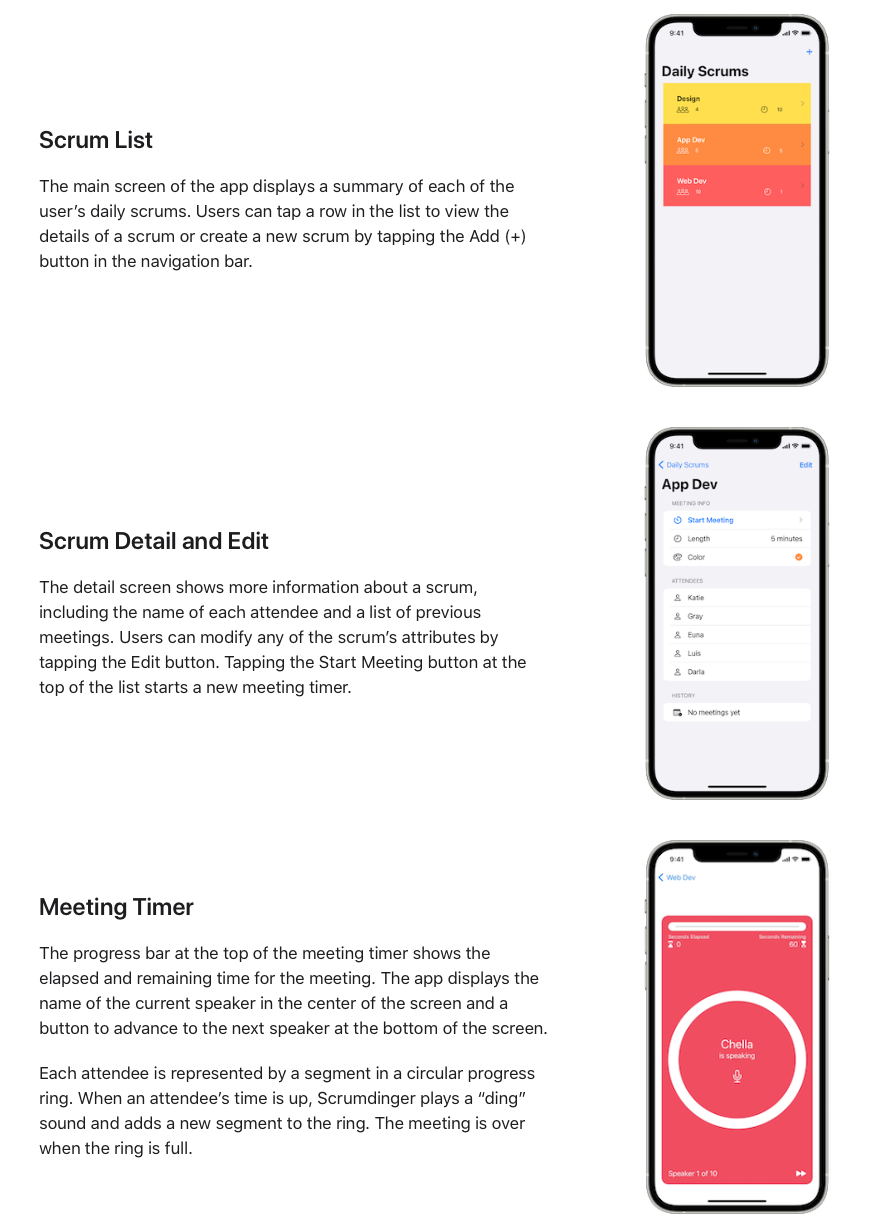 9:41
+
Daily Scrums
Design
4 10
App Dev
5 5
Web Dev
10 1
Scrum List
The main screen of the app displays a summary of each of the
user’s daily scrums. Users can tap a row in the list to view the
details of a scrum or create a new scrum by tapping the Add (+)
button in the navigation bar.
9:41
Daily Scrums Edit
App Dev
MEETING INFO
Start Meeting
Length 5 minutes
Color
ATTENDEES
Katie
Gray
Euna
Luis
Darla
HISTORY
No meetings yet
Scrum Detail and Edit
The detail screen shows more information about a scrum,
including the name of each attendee and a list of previous
meetings. Users can modify any of the scrum’s attributes by
tapping the Edit button. Tapping the Start Meeting button at the
top of the list starts a new meeting timer.
9:41
Web Dev
Seconds Elapsed Seconds Remaining
0 60
Chella
is speaking
Speaker 1 of 10
Meeting Timer
The progress bar at the top of the meeting timer shows the
elapsed and remaining time for the meeting. The app displays the
name of the current speaker in the center of the screen and a
button to advance to the next speaker at the bottom of the screen.
Each attendee is represented by a segment in a circular progress
ring. When an attendee’s time is up, Scrumdinger plays a “ding”
sound and adds a new segment to the ring. The meeting is over
when the ring is full.